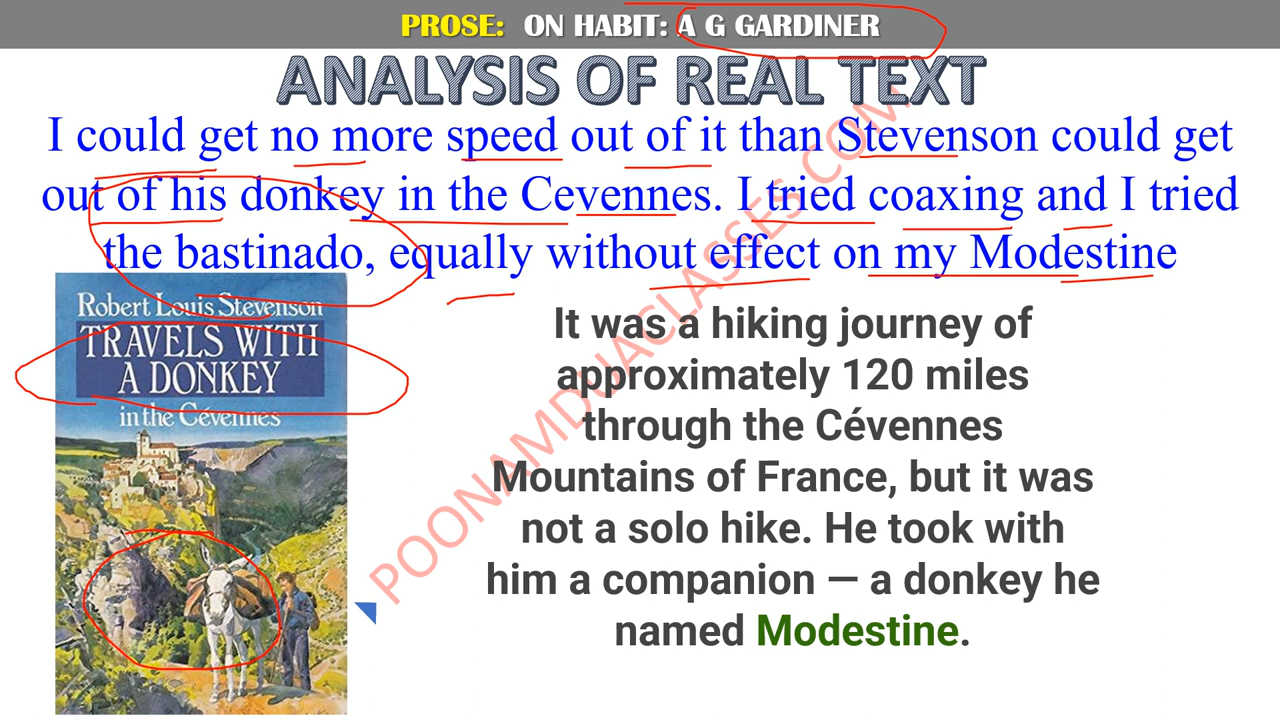 PROSE: ON HABIT: A G GARDINER
ANALYSIS OF REAL TEXT
I could get no more speed out of it than Stevenson could get
out of his donkey in the Cevennes. I tried coaxing and I tried
the bastinado, equally without effect on my Modestine
Robert Louis Stevenson
TRAVELS WITH
A DONKEY
in the Cévennes
It was a hiking journey of
approximately 120 miles
through the Cévennes
Mountains of France, but it was
not a solo hike. He took with
him a companion — a donkey he
named Modestine.
POONAMDUACLASSES.COM